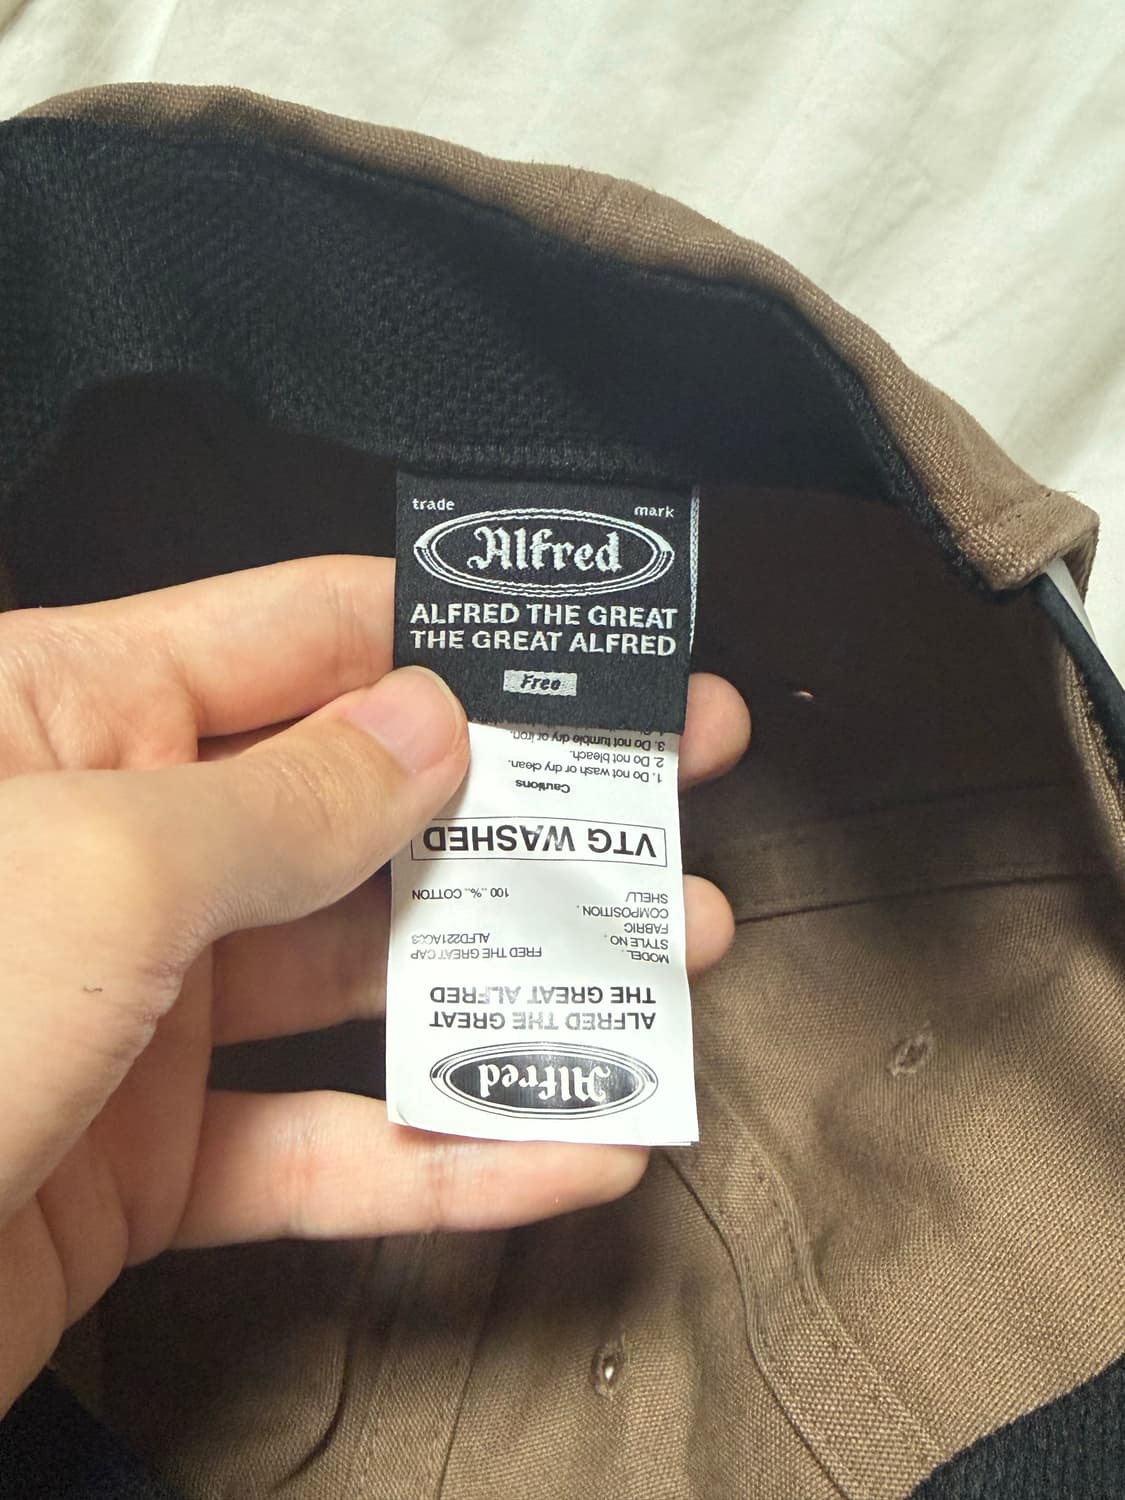 trade mark
Alfred
ALFRED THE GREAT
THE GREAT ALFRED
Free
Alfred
ALFRED THE GREAT
THE GREAT ALFRED
MODEL. FRED THE GREAT CAP
STYLE NO. ALFD221AC03
FABRIC
COMPOSITION.
SHELL/ 100 ..%.. COTTON
VTG WASHED
Cautions
1. Do not wash or dry clean.
2. Do not bleach.
3. Do not tumble dry or iron.